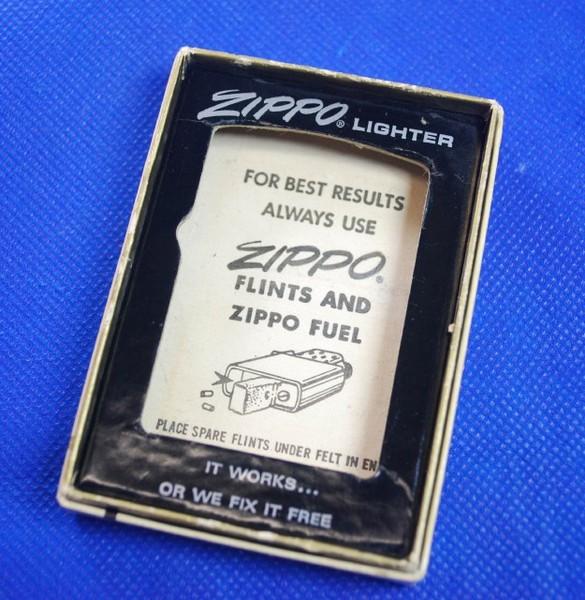 ZIPPO® LIGHTER
FOR BEST RESULTS
ALWAYS USE
ZIPPO®
FLINTS AND
ZIPPO FUEL
PLACE SPARE FLINTS UNDER FELT IN EN
IT WORKS...
OR WE FIX IT FREE